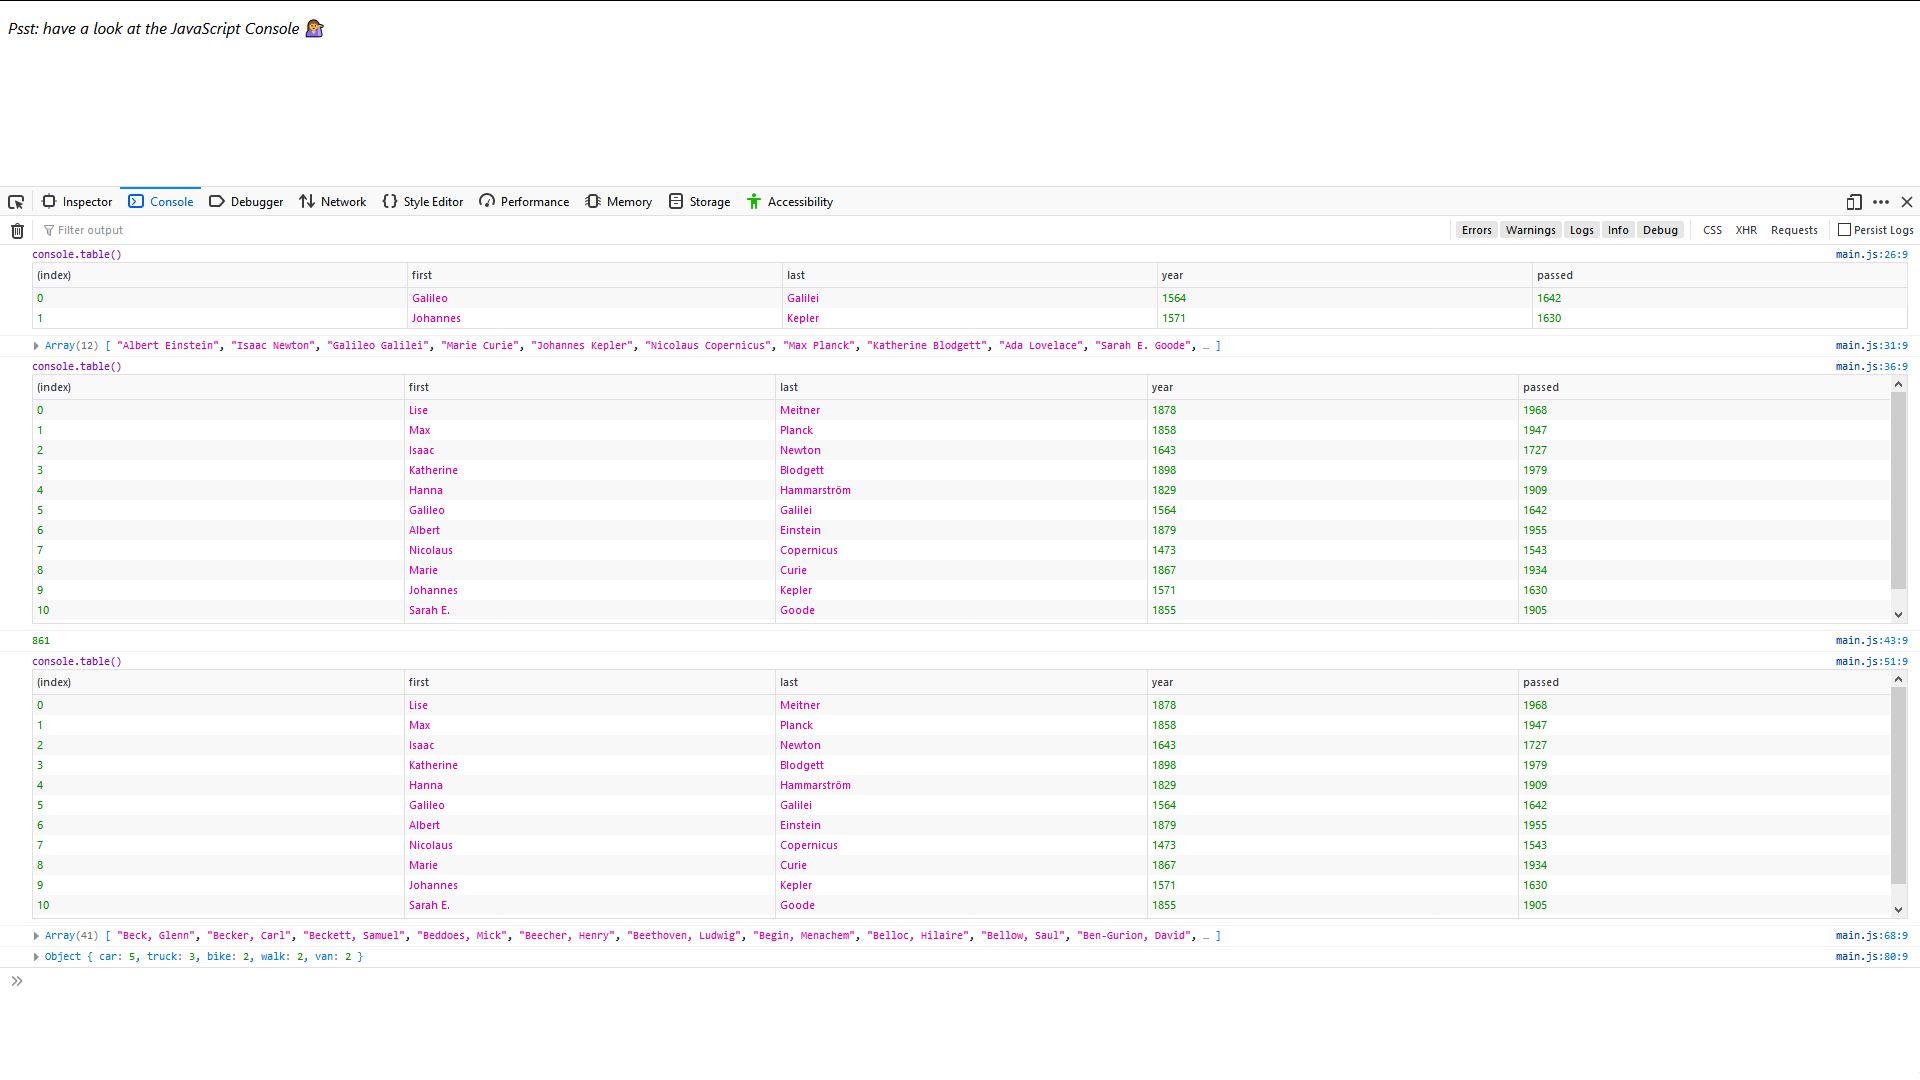 Psst: have a look at the JavaScript Console 💁
Inspector Console Debugger Network Style Editor Performance Memory Storage Accessibility
Filter output Errors Warnings Logs Info Debug CSS XHR Requests Persist Logs
console.table() main.js:26:9
(index) first last year passed
0 Galileo Galilei 1564 1642
1 Johannes Kepler 1571 1630
Array(12) [ "Albert Einstein", "Isaac Newton", "Galileo Galilei", "Marie Curie", "Johannes Kepler", "Nicolaus Copernicus", "Max Planck", "Katherine Blodgett", "Ada Lovelace", "Sarah E. Goode", … ] main.js:31:9
console.table() main.js:36:9
(index) first last year passed
0 Lise Meitner 1878 1968
1 Max Planck 1858 1947
2 Isaac Newton 1643 1727
3 Katherine Blodgett 1898 1979
4 Hanna Hammarström 1829 1909
5 Galileo Galilei 1564 1642
6 Albert Einstein 1879 1955
7 Nicolaus Copernicus 1473 1543
8 Marie Curie 1867 1934
9 Johannes Kepler 1571 1630
10 Sarah E. Goode 1855 1905
861 main.js:43:9
console.table() main.js:51:9
(index) first last year passed
0 Lise Meitner 1878 1968
1 Max Planck 1858 1947
2 Isaac Newton 1643 1727
3 Katherine Blodgett 1898 1979
4 Hanna Hammarström 1829 1909
5 Galileo Galilei 1564 1642
6 Albert Einstein 1879 1955
7 Nicolaus Copernicus 1473 1543
8 Marie Curie 1867 1934
9 Johannes Kepler 1571 1630
10 Sarah E. Goode 1855 1905
Array(41) [ "Beck, Glenn", "Becker, Carl", "Beckett, Samuel", "Beddoes, Mick", "Beecher, Henry", "Beethoven, Ludwig", "Begin, Menachem", "Belloc, Hilaire", "Bellow, Saul", "Ben-Gurion, David", … ] main.js:68:9
Object { car: 5, truck: 3, bike: 2, walk: 2, van: 2 } main.js:80:9